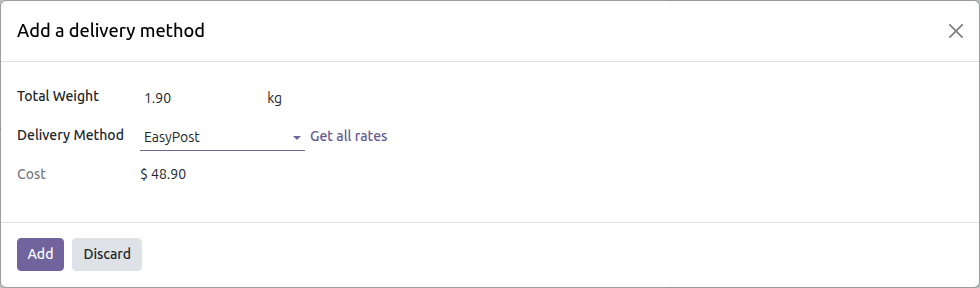 Add a delivery method
Total Weight 1.90 kg
Delivery Method EasyPost Get all rates
Cost $ 48.90
Add Discard